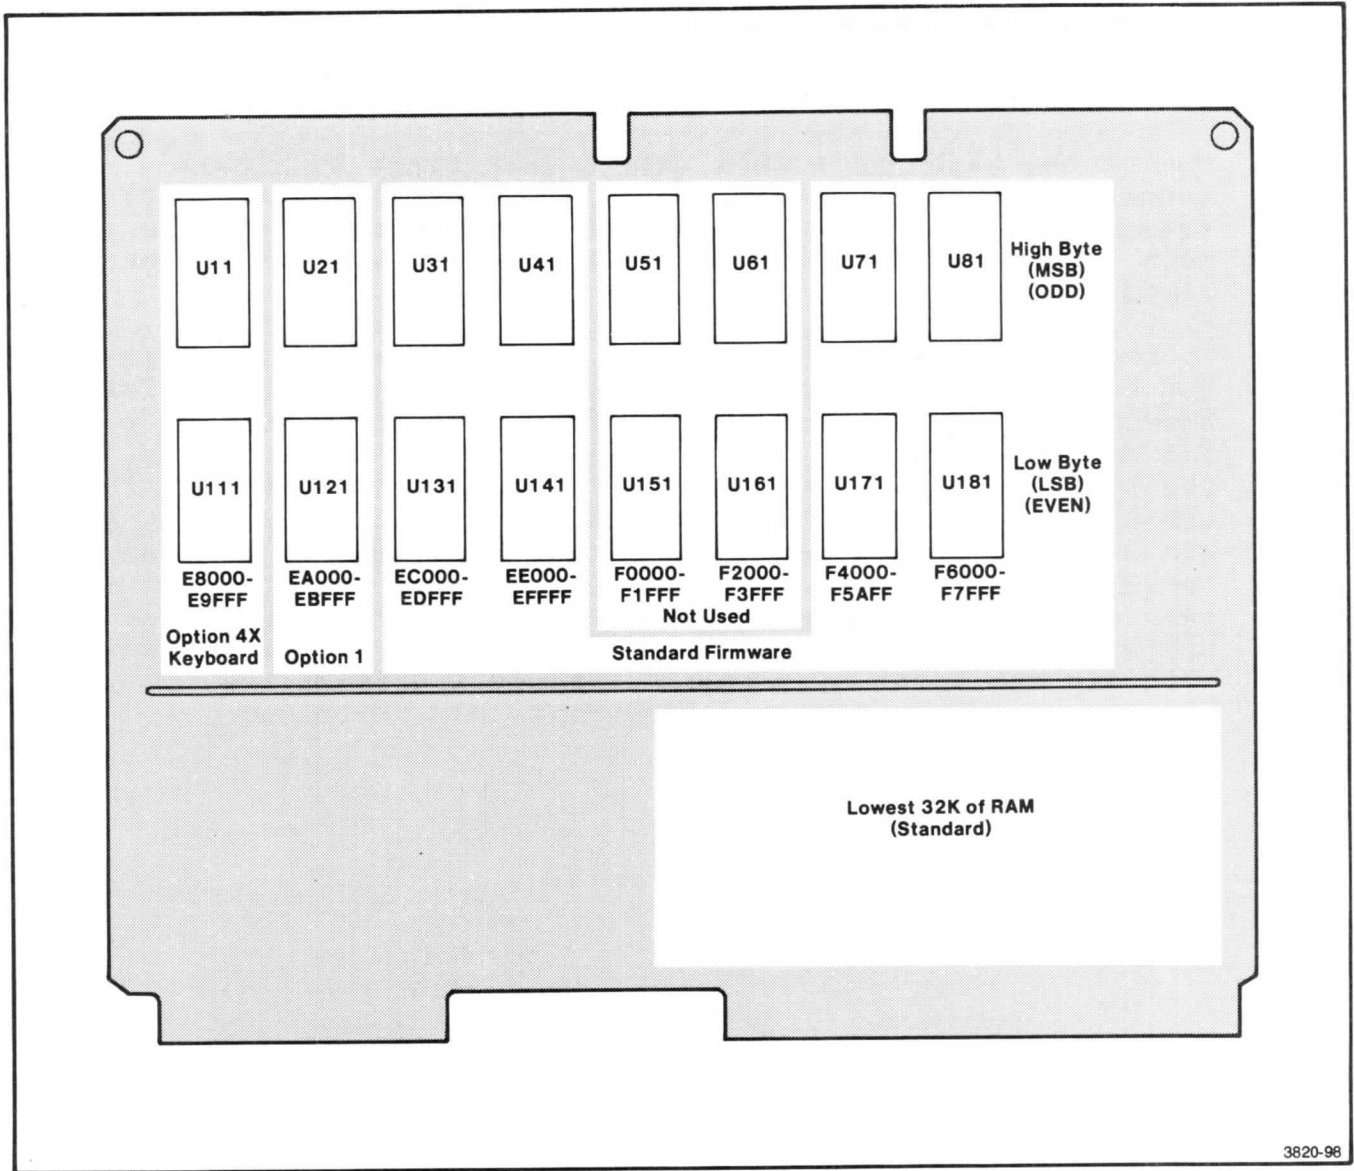 U11 U21 U31 U41 U51 U61 U71 U81
High Byte
(MSB)
(ODD)
U111 U121 U131 U141 U151 U161 U171 U181
Low Byte
(LSB)
(EVEN)
E8000- EA000- EC000- EE000- F0000- F2000- F4000- F6000-
E9FFF EBFFF EDFFF EFFFF F1FFF F3FFF F5AFF F7FFF
Not Used
Option 4X
Keyboard Option 1 Standard Firmware
Lowest 32K of RAM
(Standard)
3820-98